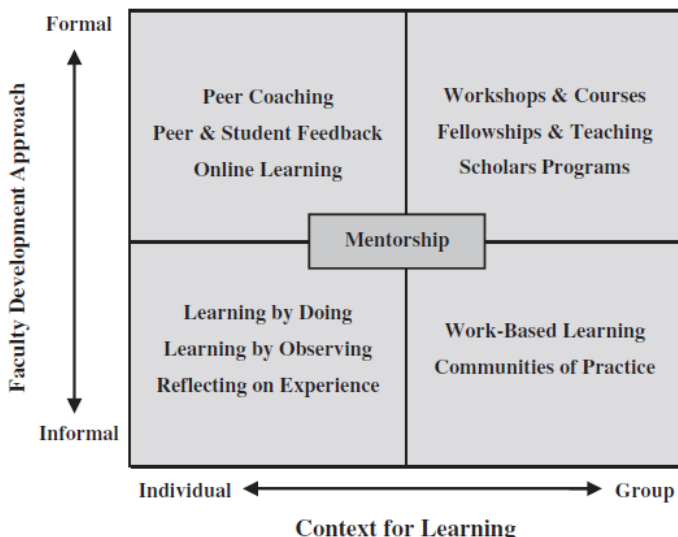 Formal
Faculty Development Approach
Peer Coaching
Peer & Student Feedback
Online Learning
Workshops & Courses
Fellowships & Teaching
Scholars Programs
Mentorship
Learning by Doing
Learning by Observing
Reflecting on Experience
Work-Based Learning
Communities of Practice
Informal
Individual
Group
Context for Learning